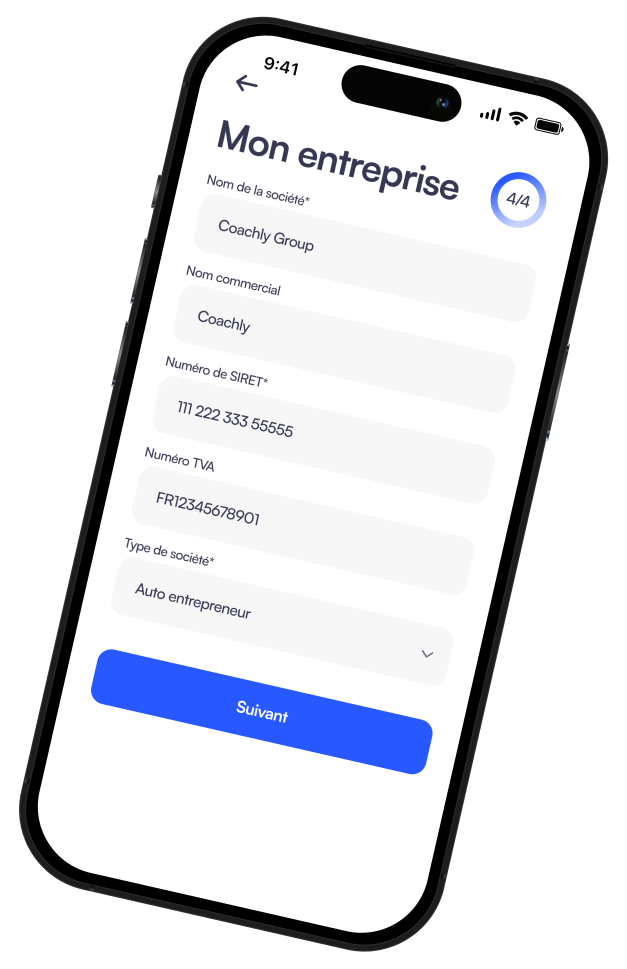 9:41
Mon entreprise
4/4
Nom de la société*
Coachly Group
Nom commercial
Coachly
Numéro de SIRET*
111 222 333 55555
Numéro TVA
FR12345678901
Type de société*
Auto entrepreneur
Suivant